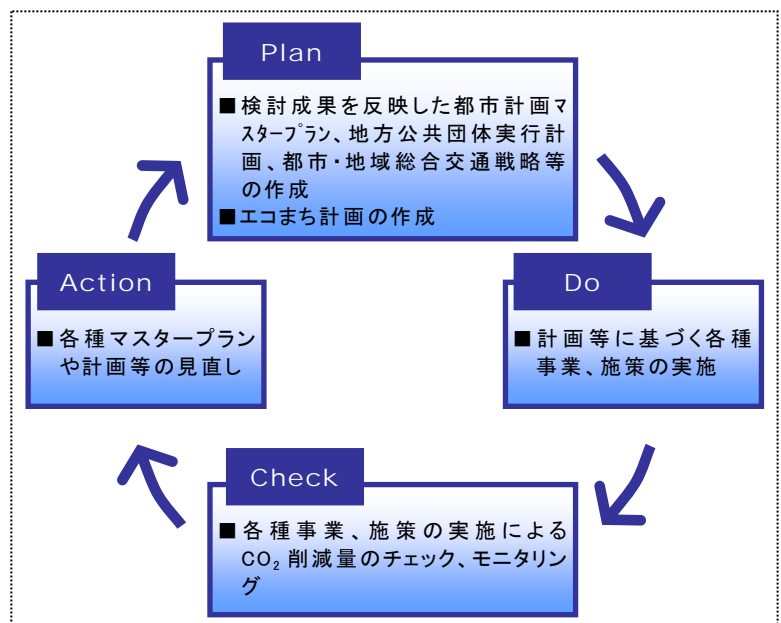 Plan
■検討成果を反映した都市計画マ
スタープラン、地方公共団体実行計
画、都市・地域総合交通戦略等
の作成
■エコまち計画の作成
Action
■各種マスタープラン
や計画等の見直し
Do
■計画等に基づく各種
事業、施策の実施
Check
■各種事業、施策の実施による
CO₂削減量のチェック、モニタリン
グ